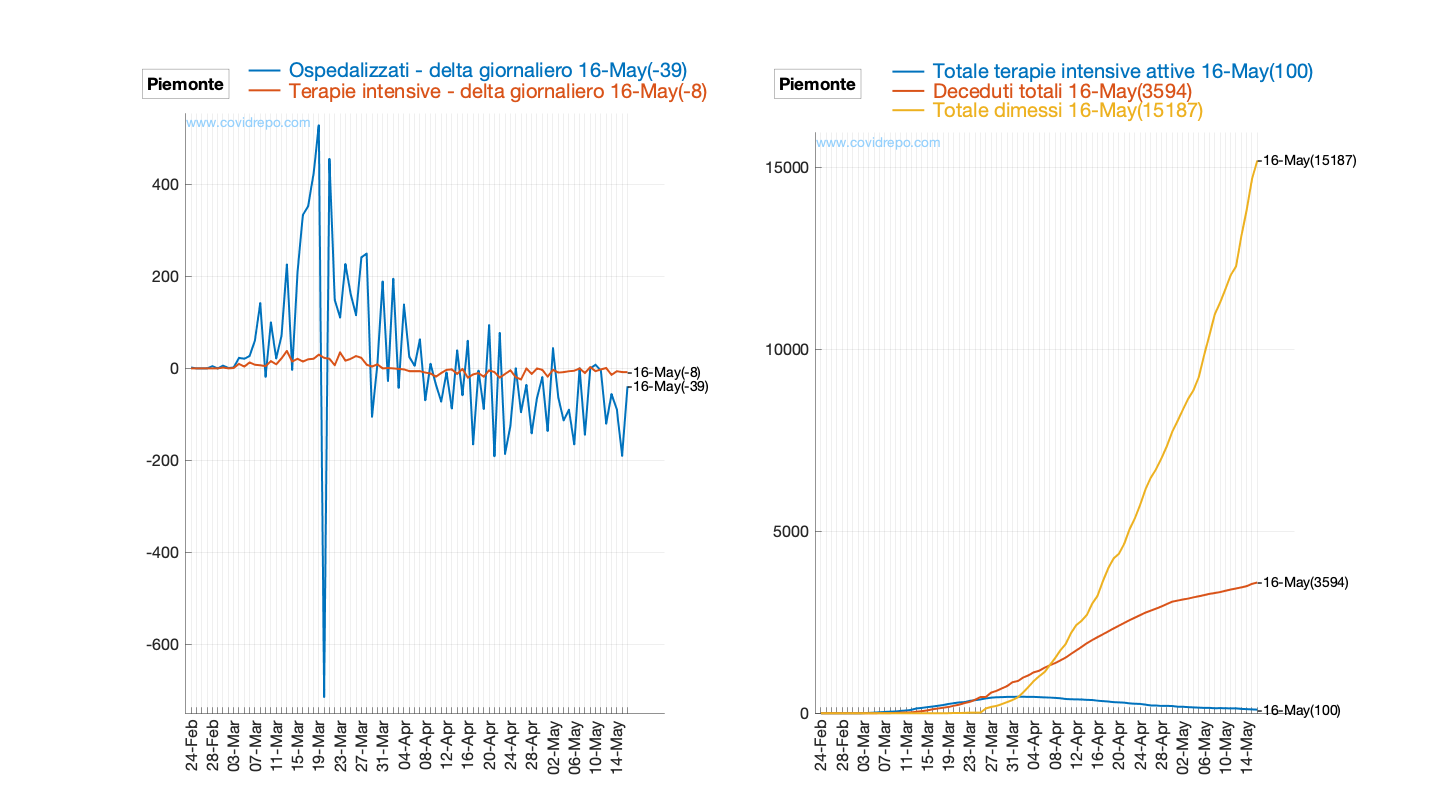 Piemonte
Ospedalizzati - delta giornaliero 16-May(-39)
Terapie intensive - delta giornaliero 16-May(-8)
www.covidrepo.com
400
200
0
-200
-400
-600
16-May(-8)
16-May(-39)
24-Feb
28-Feb
03-Mar
07-Mar
11-Mar
15-Mar
19-Mar
23-Mar
27-Mar
31-Mar
04-Apr
08-Apr
12-Apr
16-Apr
20-Apr
24-Apr
28-Apr
02-May
06-May
10-May
14-May
Piemonte
Totale terapie intensive attive 16-May(100)
Deceduti totali 16-May(3594)
Totale dimessi 16-May(15187)
www.covidrepo.com
15000
10000
5000
0
16-May(15187)
16-May(3594)
16-May(100)
24-Feb
28-Feb
03-Mar
07-Mar
11-Mar
15-Mar
19-Mar
23-Mar
27-Mar
31-Mar
04-Apr
08-Apr
12-Apr
16-Apr
20-Apr
24-Apr
28-Apr
02-May
06-May
10-May
14-May